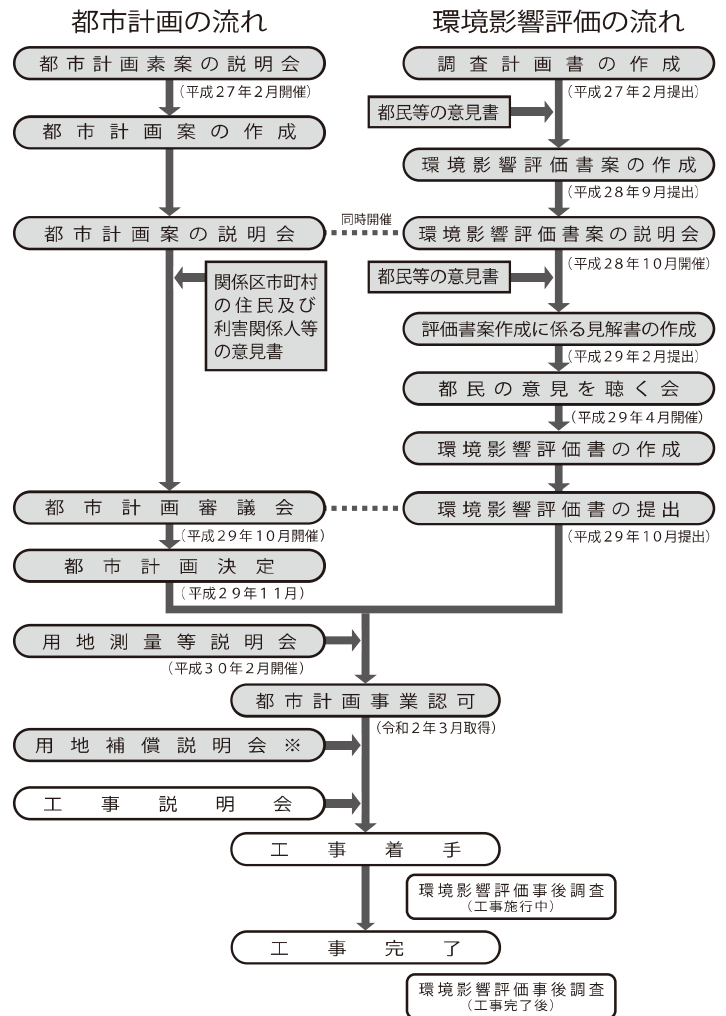 都市計画の流れ
環境影響評価の流れ
都市計画素案の説明会
(平成27年2月開催)
都市計画案の作成
都市計画案の説明会
同時開催
関係区市町村
の住民及び
利害関係人等
の意見書
都市計画審議会
(平成29年10月開催)
都市計画決定
(平成29年11月)
調査計画書の作成
(平成27年2月提出)
都民等の意見書
環境影響評価書案の作成
(平成28年9月提出)
環境影響評価書案の説明会
(平成28年10月開催)
都民等の意見書
評価書案作成に係る見解書の作成
(平成29年2月提出)
都民の意見を聴く会
(平成29年4月開催)
環境影響評価書の作成
環境影響評価書の提出
(平成29年10月提出)
用地測量等説明会
(平成30年2月開催)
都市計画事業認可
(令和2年3月取得)
用地補償説明会※
工事説明会
工事着手
環境影響評価事後調査
(工事施行中)
工事完了
環境影響評価事後調査
(工事完了後)